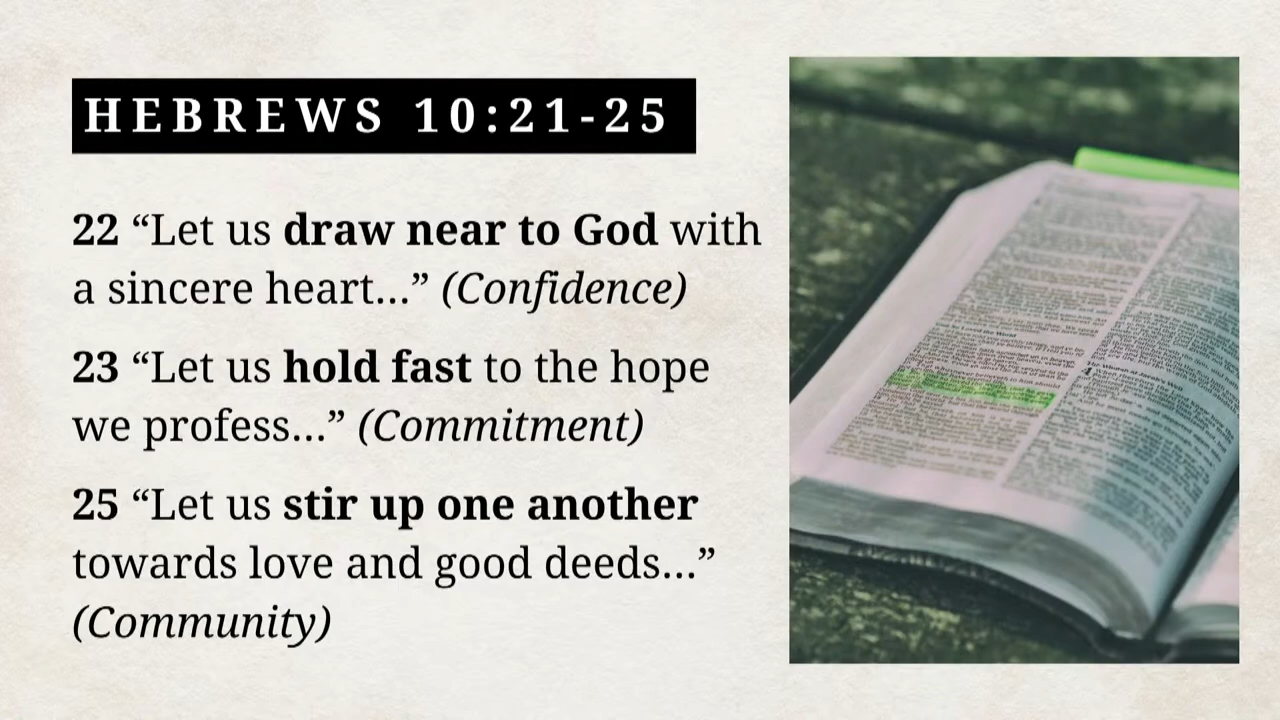 HEBREWS 10:21-25
22 “Let us draw near to God with
a sincere heart...” (Confidence)
23 “Let us hold fast to the hope
we profess...” (Commitment)
25 “Let us stir up one another
towards love and good deeds...”
(Community)